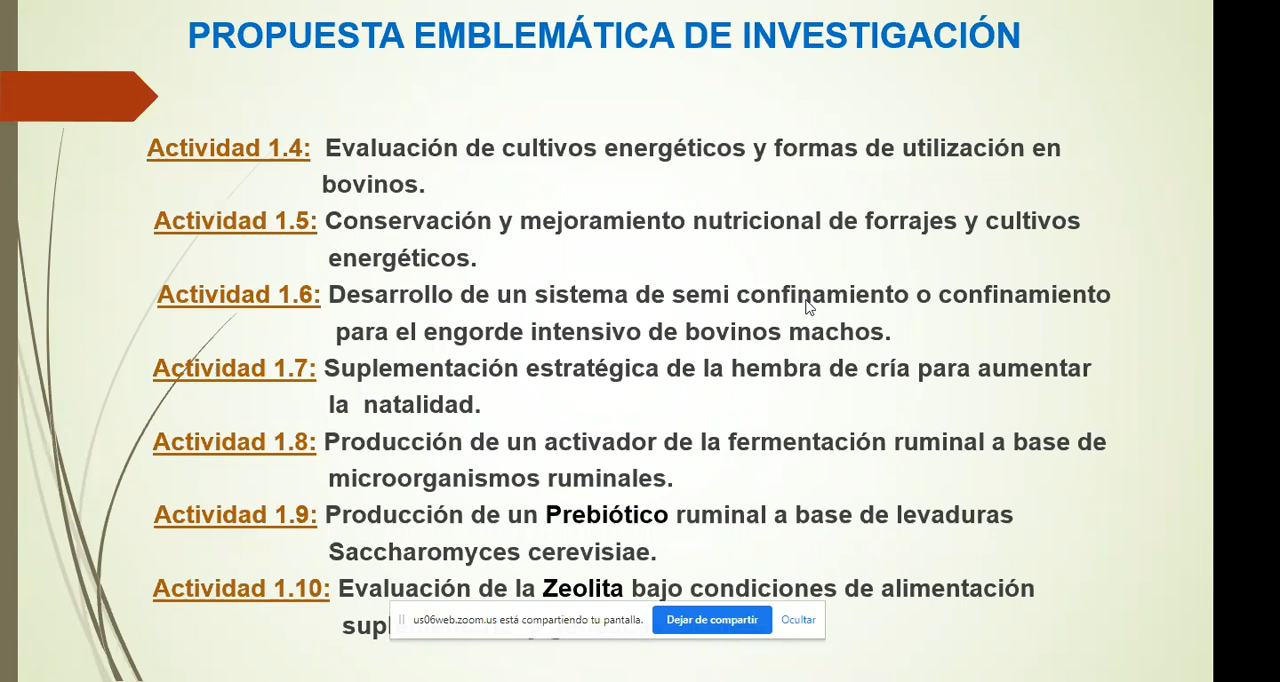 PROPUESTA EMBLEMÁTICA DE INVESTIGACIÓN
Actividad 1.4: Evaluación de cultivos energéticos y formas de utilización en
bovinos.
Actividad 1.5: Conservación y mejoramiento nutricional de forrajes y cultivos
energéticos.
Actividad 1.6: Desarrollo de un sistema de semi confinamiento o confinamiento
para el engorde intensivo de bovinos machos.
Actividad 1.7: Suplementación estratégica de la hembra de cría para aumentar
la natalidad.
Actividad 1.8: Producción de un activador de la fermentación ruminal a base de
microorganismos ruminales.
Actividad 1.9: Producción de un Prebiótico ruminal a base de levaduras
Saccharomyces cerevisiae.
Actividad 1.10: Evaluación de la Zeolita bajo condiciones de alimentación
us06web.zoom.us está compartiendo tu pantalla. Dejar de compartir Ocultar